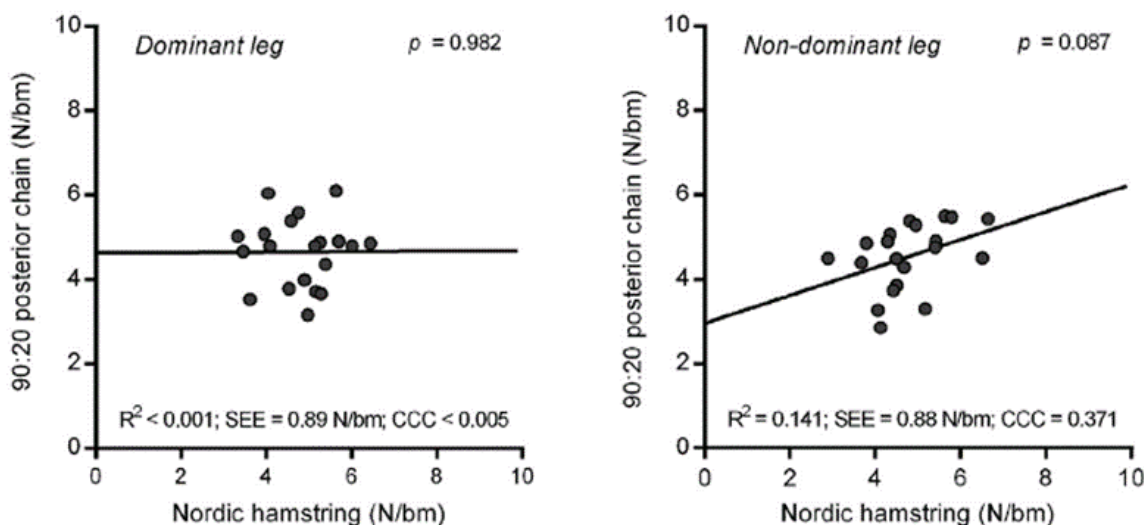 Dominant leg
p = 0.982
90:20 posterior chain (N/bm)
10
8
6
4
2
0
R² < 0.001; SEE = 0.89 N/bm; CCC < 0.005
0 2 4 6 8 10
Nordic hamstring (N/bm)
Non-dominant leg
p = 0.087
90:20 posterior chain (N/bm)
10
8
6
4
2
0
R² = 0.141; SEE = 0.88 N/bm; CCC = 0.371
0 2 4 6 8 10
Nordic hamstring (N/bm)